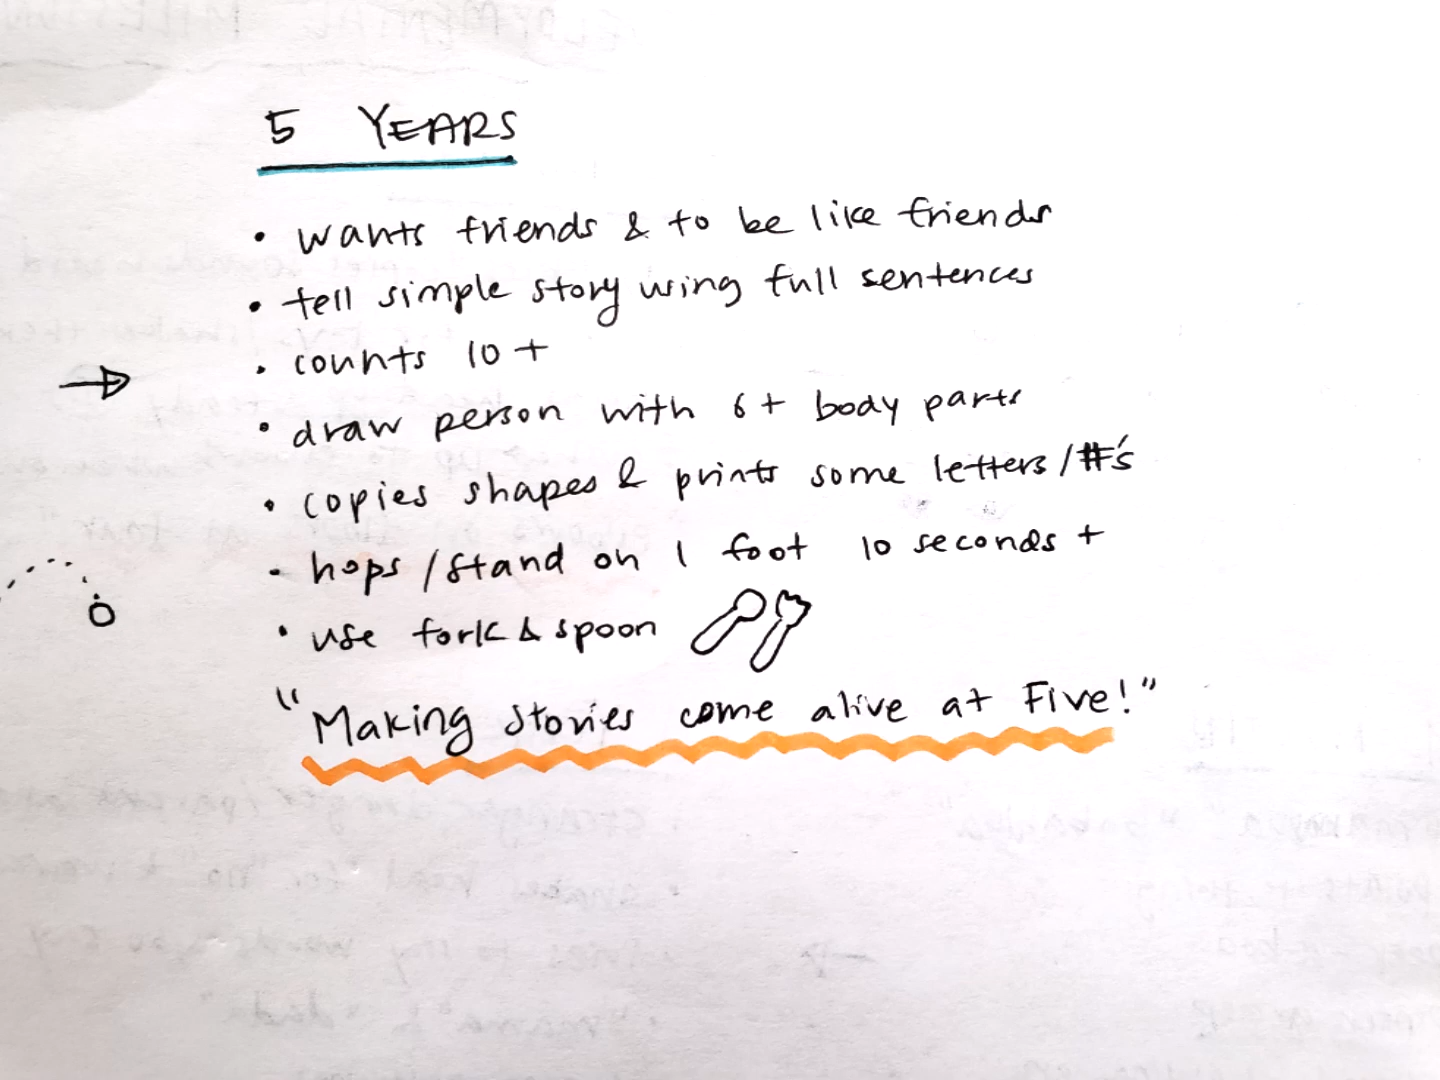 5 YEARS
• wants friends & to be like friends
• tell simple story using full sentences
• counts 10+
• draw person with 6+ body parts
• copies shapes & prints some letters/#'s
• hops/stand on 1 foot 10 seconds +
• use fork & spoon
"Making stories come alive at Five!"